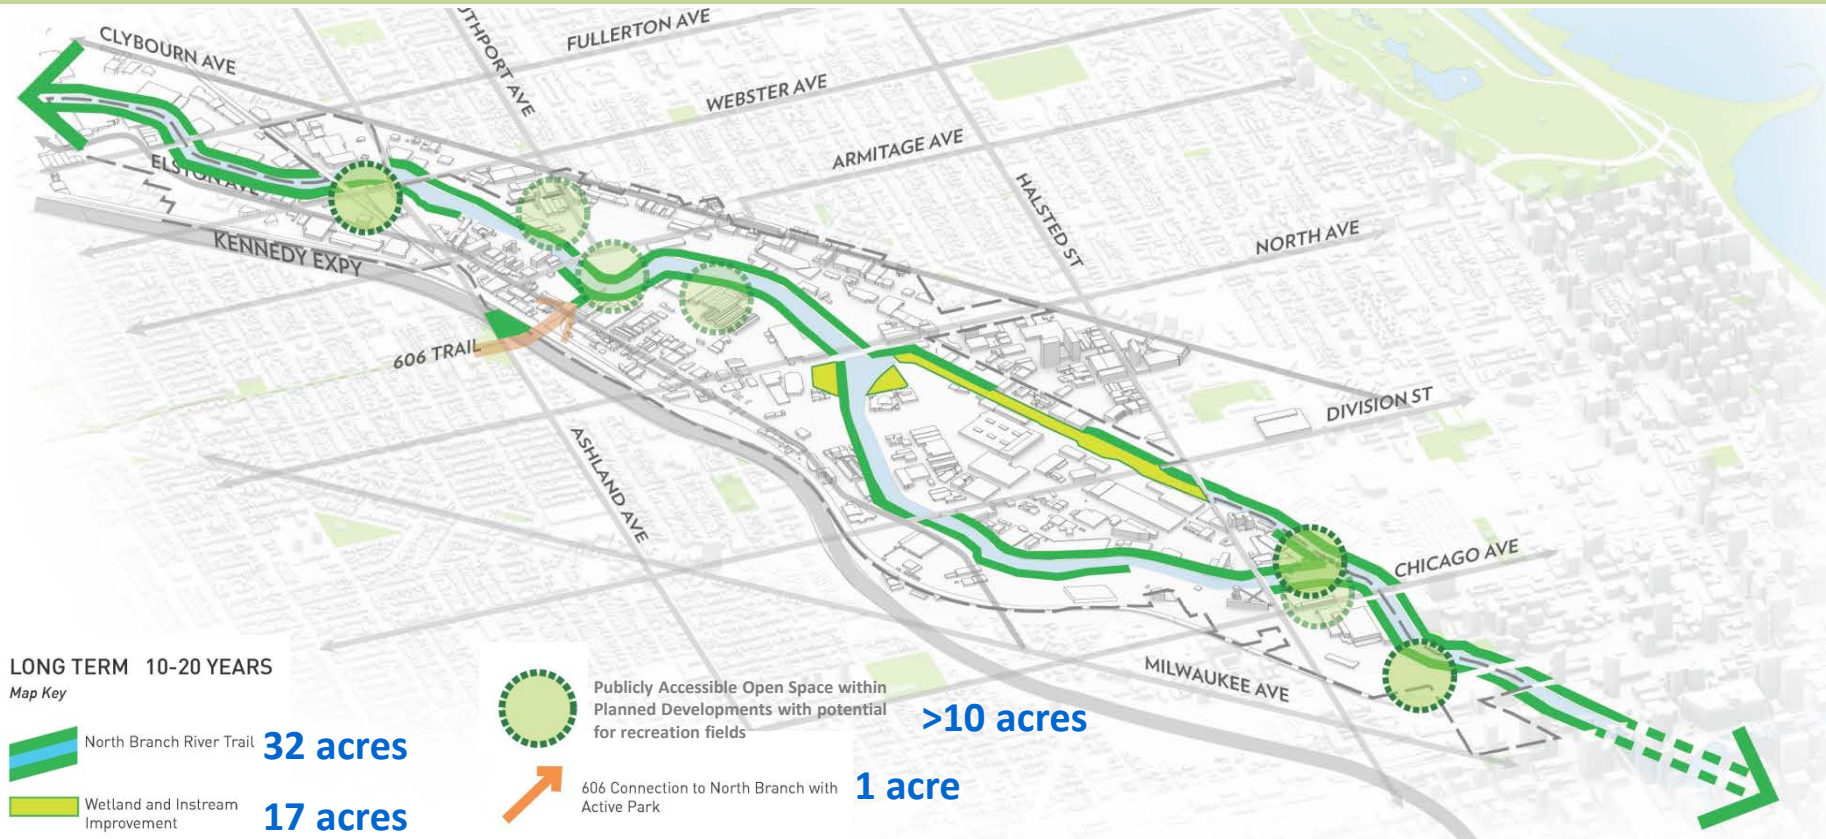 CLYBOURN AVE
THPORT AVE
FULLERTON AVE
WEBSTER AVE
ARMITAGE AVE
HALSTED ST
NORTH AVE
ELSTON AVE
KENNEDY EXPY
606 TRAIL
ASHLAND AVE
DIVISION ST
CHICAGO AVE
MILWAUKEE AVE
LONG TERM 10-20 YEARS
Map Key
North Branch River Trail 32 acres
Wetland and Instream
Improvement
17 acres
Publicly Accessible Open Space within
Planned Developments with potential
for recreation fields
>10 acres
606 Connection to North Branch with
Active Park
1 acre